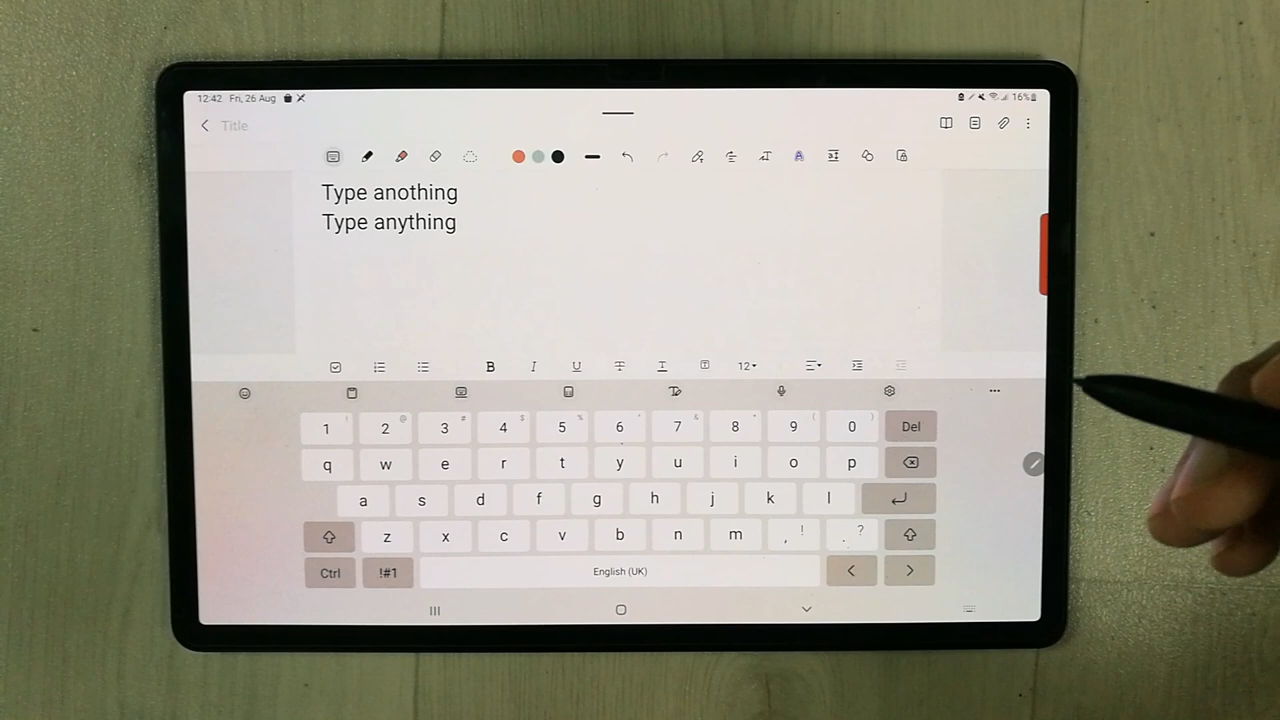 12:42 Fri, 26 Aug 16%
Title
Type anothing
Type anything
B I U T T T 12
1 ! 2 @ 3 # 4 $ 5 % 6 ^ 7 & 8 * 9 ( 0 ) Del
q w e r t y u i o p
a s d f g h j k l
z x c v b n m , ! . ?
Ctrl !#1 English (UK) < >